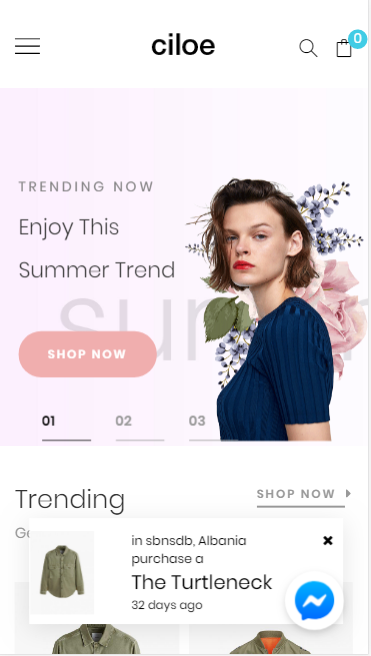 ciloe
0
TRENDING NOW
Enjoy This
Summer Trend
SHOP NOW
01
02
03
Trending
SHOP NOW
Ge
in sbnsdb, Albania
purchase a
The Turtleneck
32 days ago